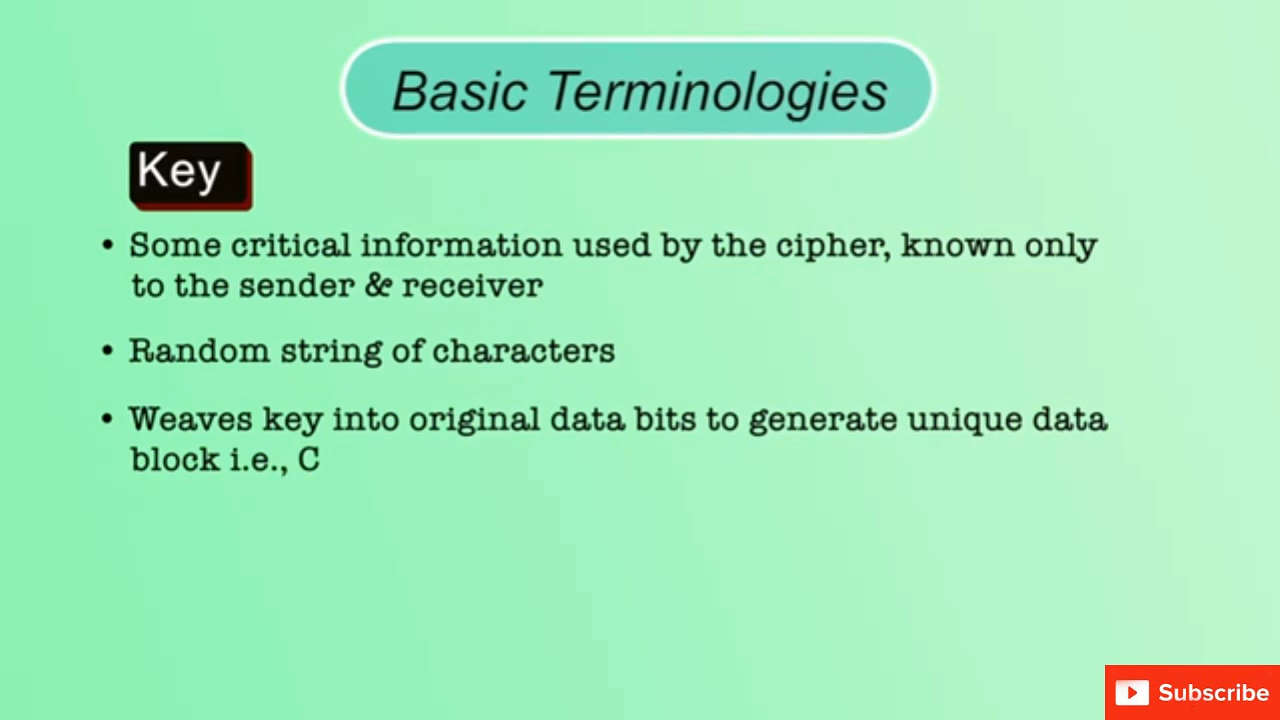 Basic Terminologies
Key
• Some critical information used by the cipher, known only
to the sender & receiver
• Random string of characters
• Weaves key into original data bits to generate unique data
block i.e., C
Subscribe